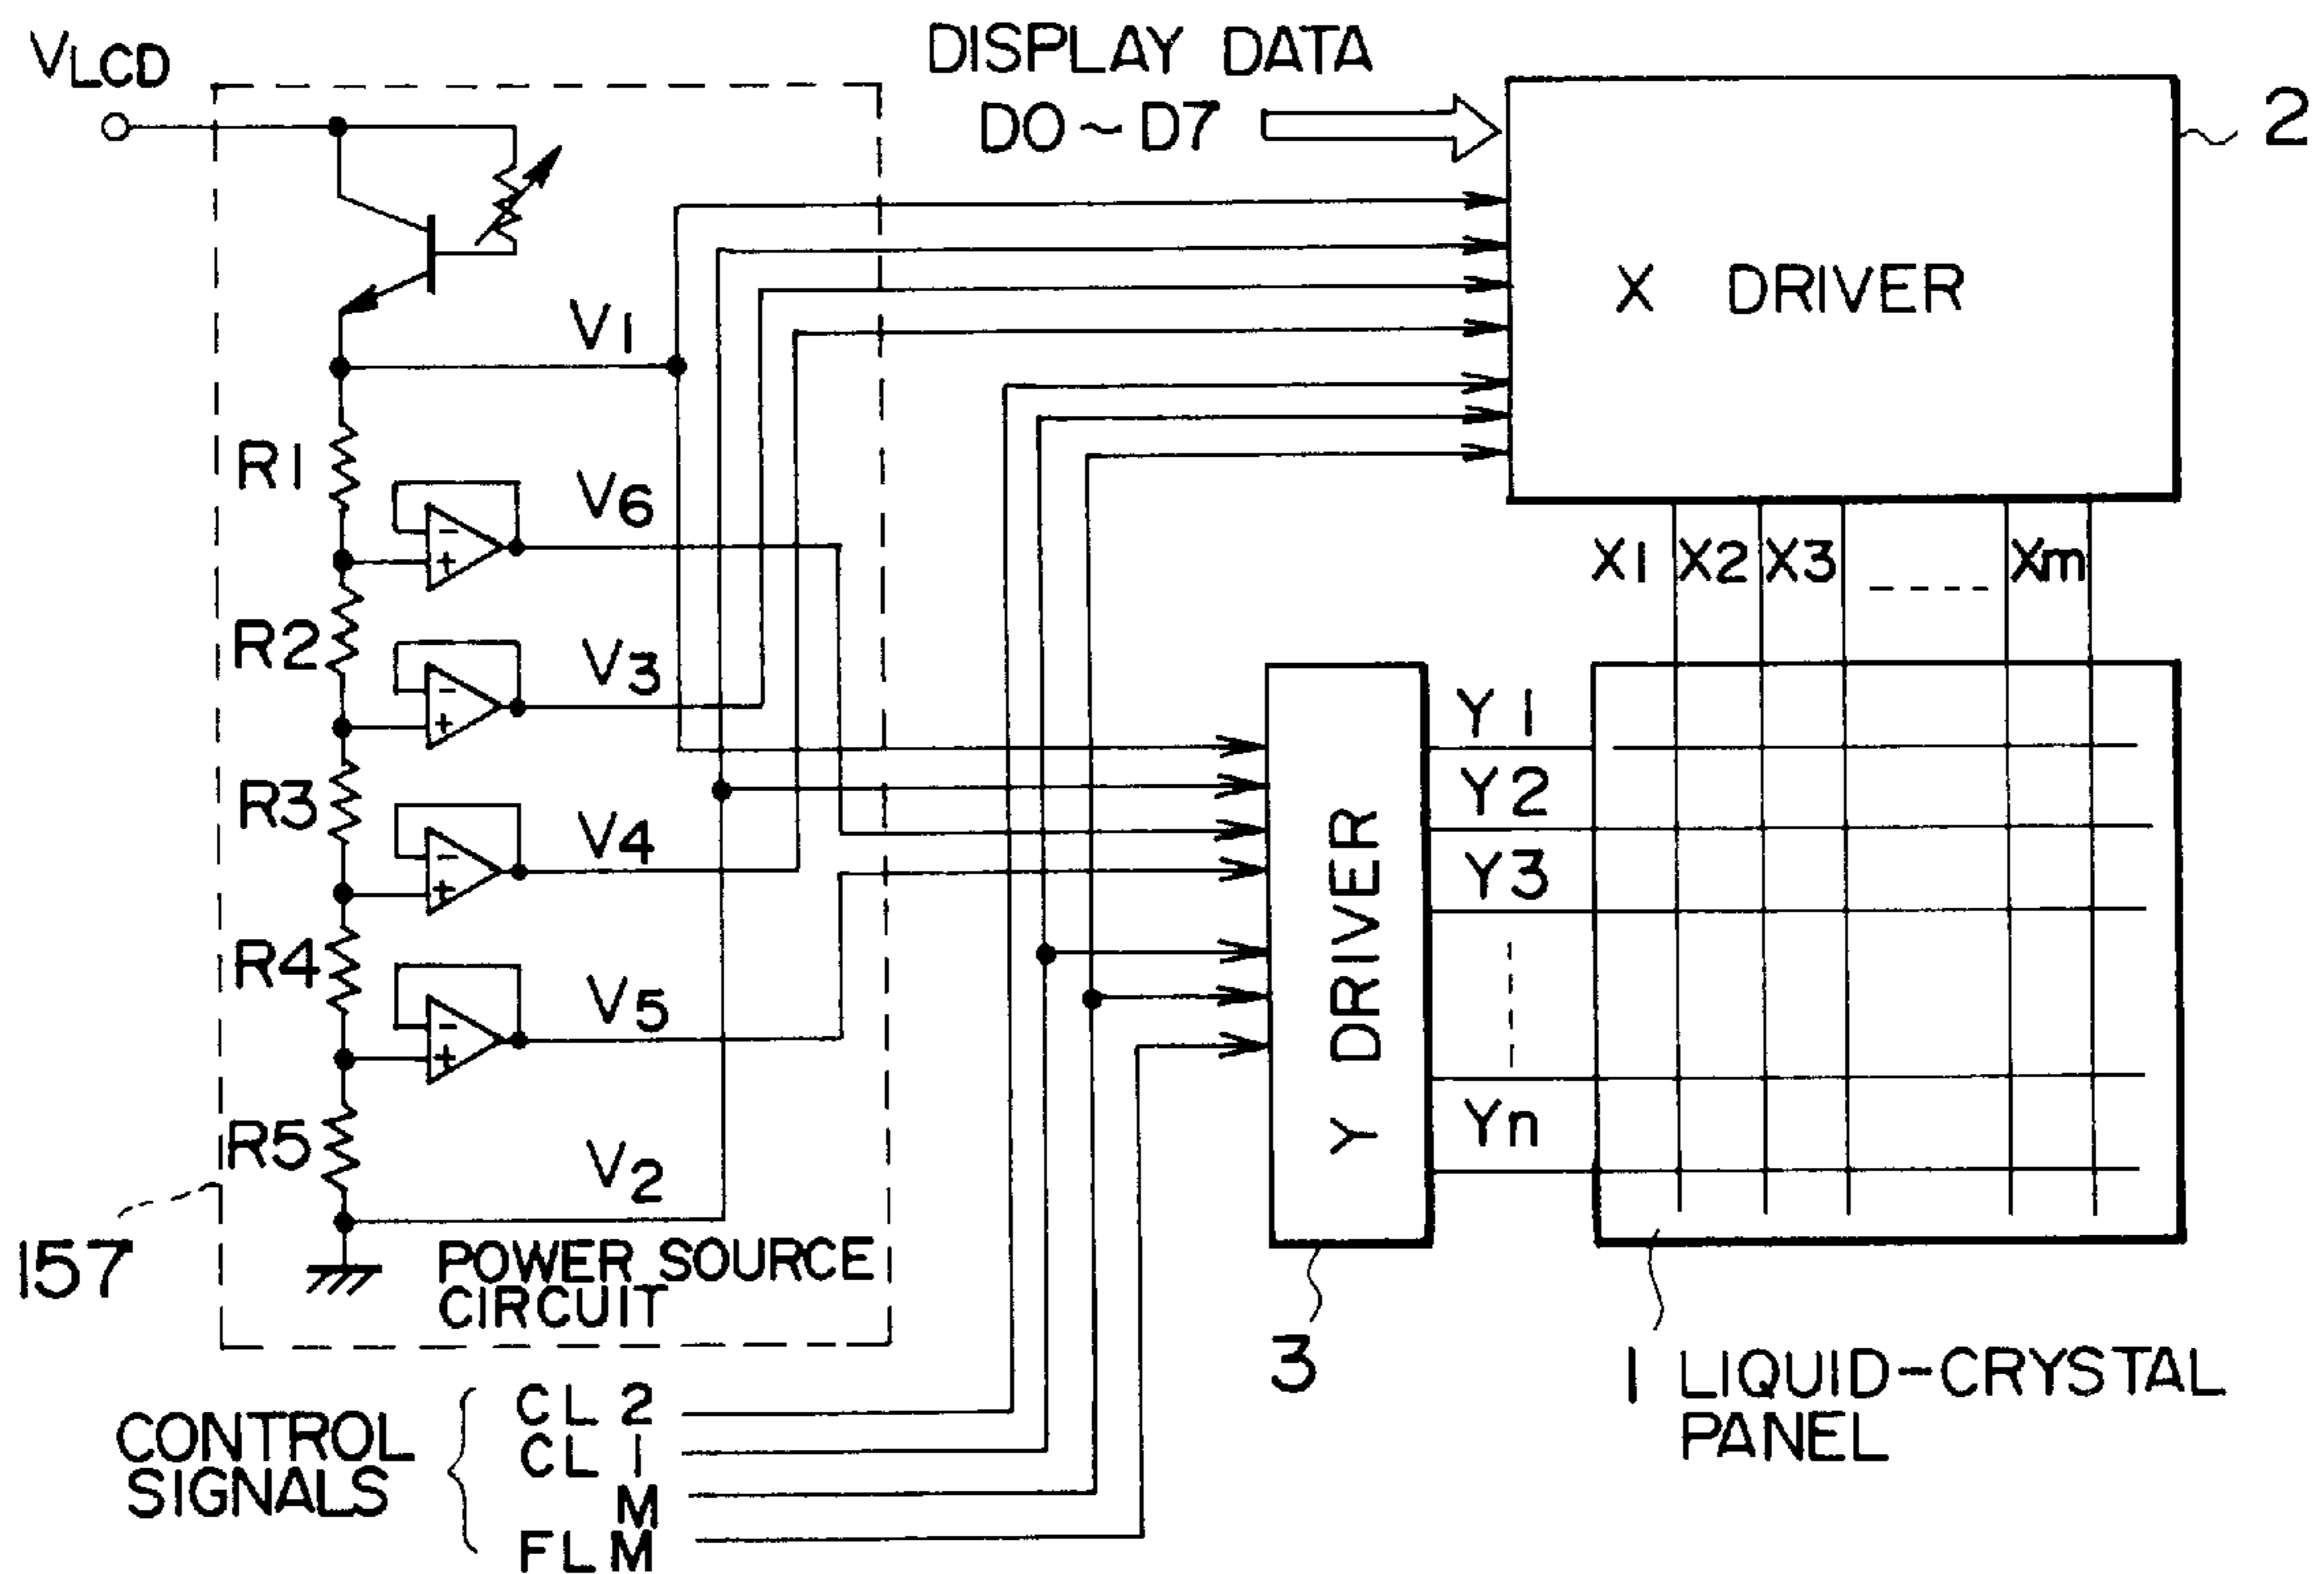 VLCD
DISPLAY DATA
D0 ~ D7
2
X DRIVER
V1
R1
V6
- +
X1 X2 X3 ----- Xm
R2
V3
- +
Y1
Y2
R3
V4
- +
Y3
Y DRIVER
R4
V5
- +
Yn
R5
V2
157
POWER SOURCE
CIRCUIT
3
1 LIQUID-CRYSTAL
PANEL
CONTROL
SIGNALS
CL2
CL1
M
FLM